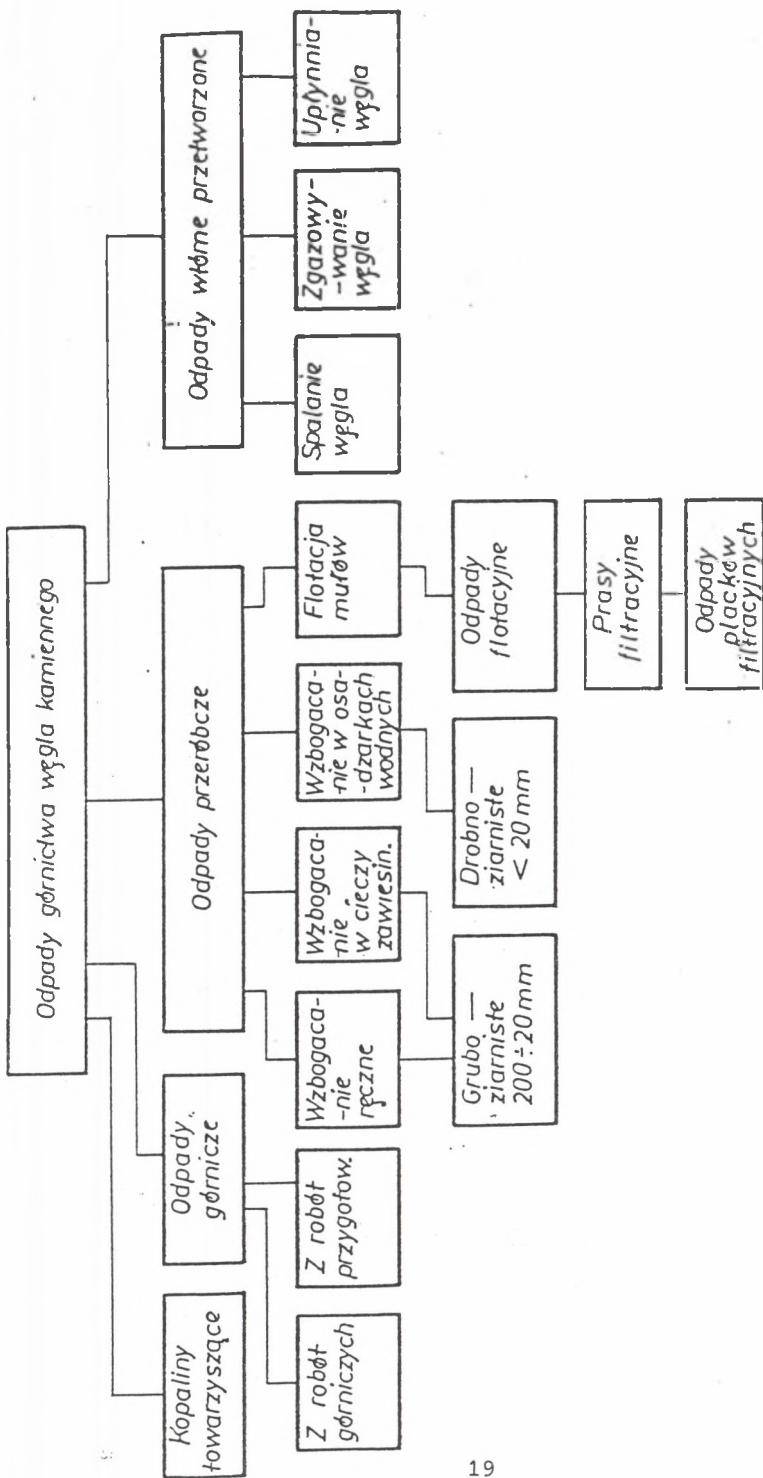 Odpady górnictwa węgla kamiennego
Kopaliny
towarzyszące
Odpady
górnicze
Odpady przeróbcze
Odpady wtórne przetworzone
Z robót
górniczych
Z robót
przygotow.
Wzbogaca-
-nie
ręczne
Wzbogaca-
-nie
w cieczy
zawiesin.
Wzbogaca-
-nie w osa-
-dzarkach
wodnych
Flotacja
mułów
Spalanie
węgla
Zgazowy-
-wanie
węgla
Upłynnia-
-nie
węgla
Grubo —
ziarniste
200÷20mm
Drobno —
ziarniste
< 20 mm
Odpady
flotacyjne
Prasy
filtracyjne
Odpady
placków
filtracyjnych
19